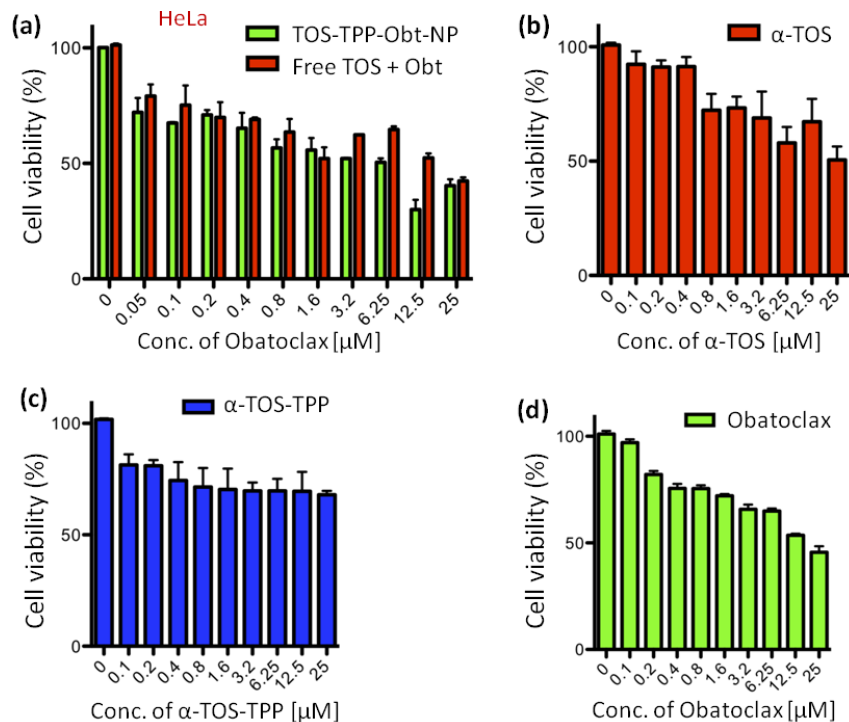 (a)
HeLa
TOS-TPP-Obt-NP
Free TOS + Obt
Cell viability (%)
100
50
0
0 0.05 0.1 0.2 0.4 0.8 1.6 3.2 6.25 12.5 25
Conc. of Obatoclax [μM]
(b)
α-TOS
Cell viability (%)
100
50
0
0 0.1 0.2 0.4 0.8 1.6 3.2 6.25 12.5 25
Conc. of α-TOS [μM]
(c)
α-TOS-TPP
Cell viability (%)
100
50
0
0 0.1 0.2 0.4 0.8 1.6 3.2 6.25 12.5 25
Conc. of α-TOS-TPP [μM]
(d)
Obatoclax
Cell viability (%)
100
50
0
0 0.1 0.2 0.4 0.8 1.6 3.2 6.25 12.5 25
Conc. of Obatoclax [μM]